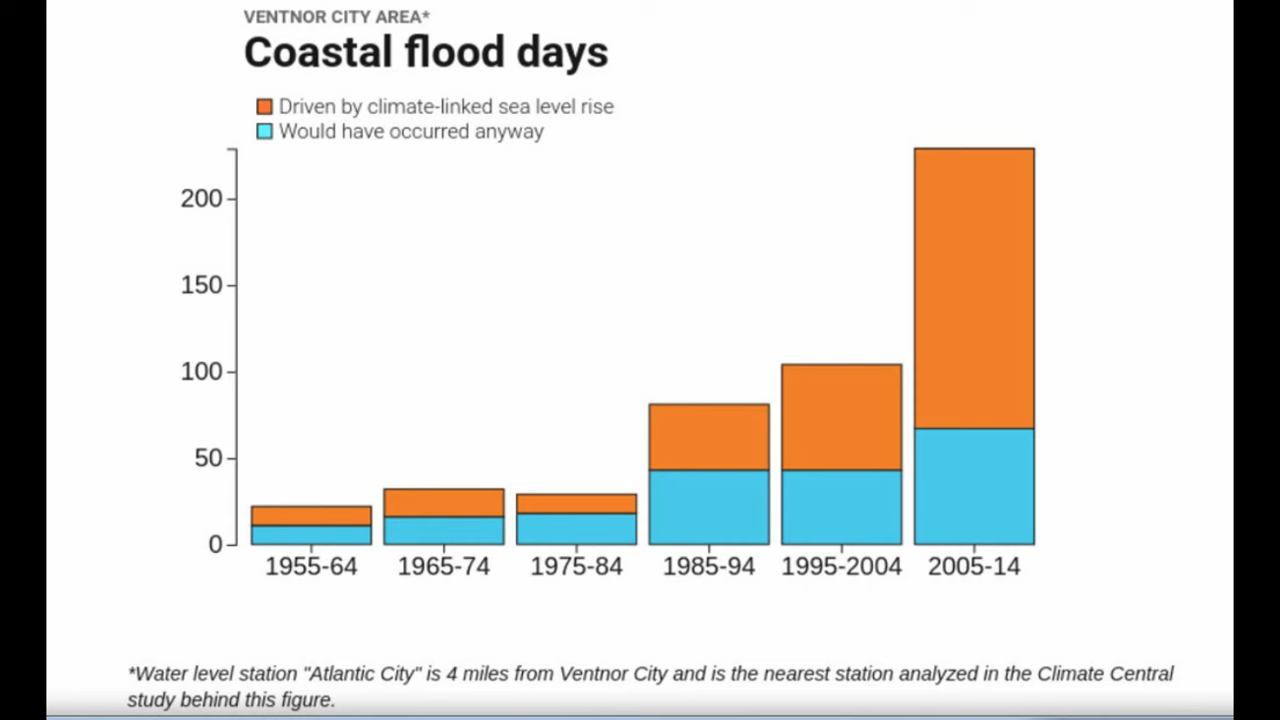 VENTNOR CITY AREA*
Coastal flood days
Driven by climate-linked sea level rise
Would have occurred anyway
200
150
100
50
0
1955-64 1965-74 1975-84 1985-94 1995-2004 2005-14
*Water level station "Atlantic City" is 4 miles from Ventnor City and is the nearest station analyzed in the Climate Central
study behind this figure.